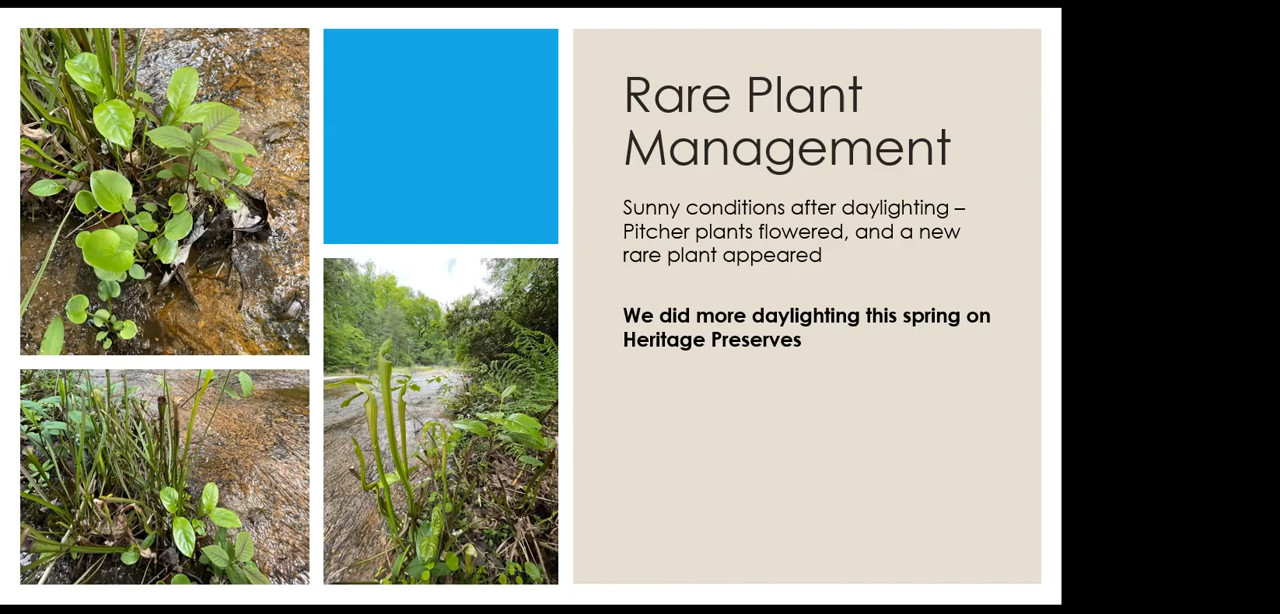 Rare Plant
Management
Sunny conditions after daylighting –
Pitcher plants flowered, and a new
rare plant appeared
We did more daylighting this spring on
Heritage Preserves